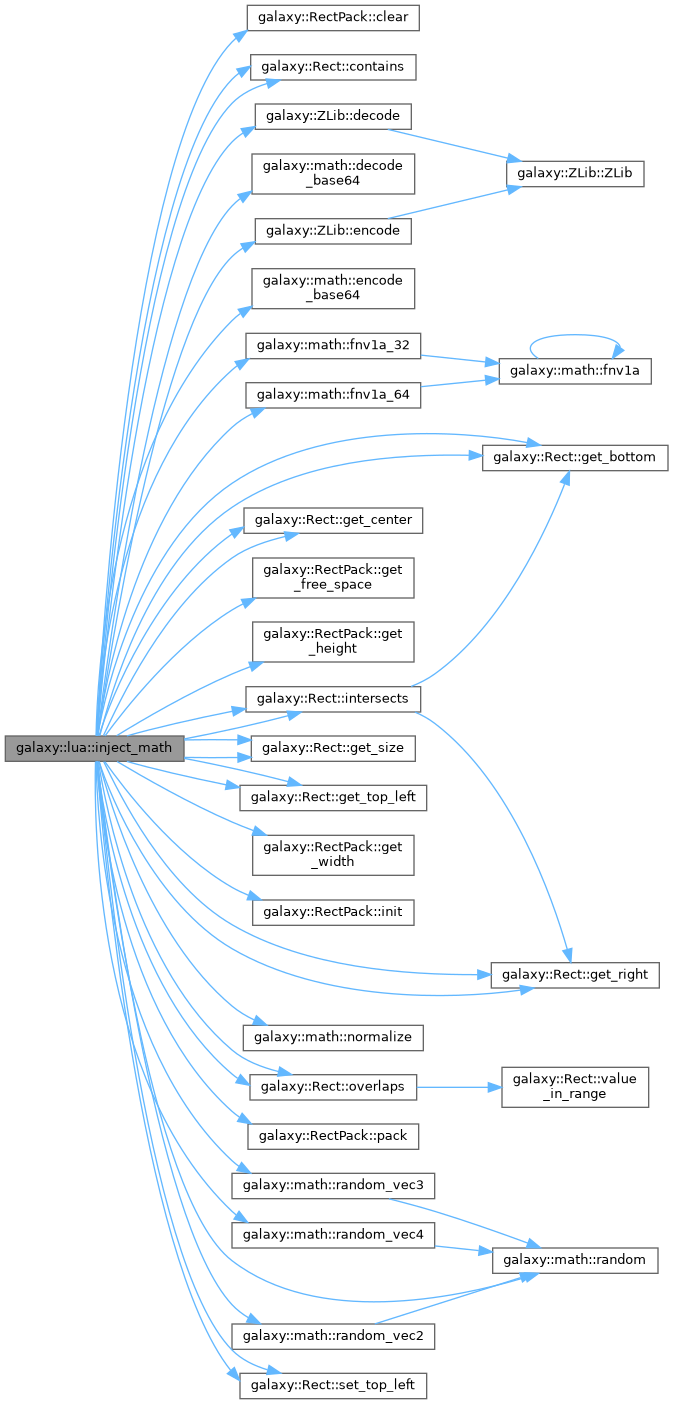 galaxy::RectPack::clear
galaxy::Rect::contains
galaxy::ZLib::decode
galaxy::math::decode
_base64
galaxy::ZLib::ZLib
galaxy::ZLib::encode
galaxy::math::encode
_base64
galaxy::math::fnv1a_32
galaxy::math::fnv1a
galaxy::math::fnv1a_64
galaxy::Rect::get_bottom
galaxy::Rect::get_center
galaxy::RectPack::get
_free_space
galaxy::RectPack::get
_height
galaxy::Rect::intersects
galaxy::lua::inject_math
galaxy::Rect::get_size
galaxy::Rect::get_top_left
galaxy::RectPack::get
_width
galaxy::RectPack::init
galaxy::Rect::get_right
galaxy::math::normalize
galaxy::Rect::overlaps
galaxy::Rect::value
_in_range
galaxy::RectPack::pack
galaxy::math::random_vec3
galaxy::math::random_vec4
galaxy::math::random
galaxy::math::random_vec2
galaxy::Rect::set_top_left